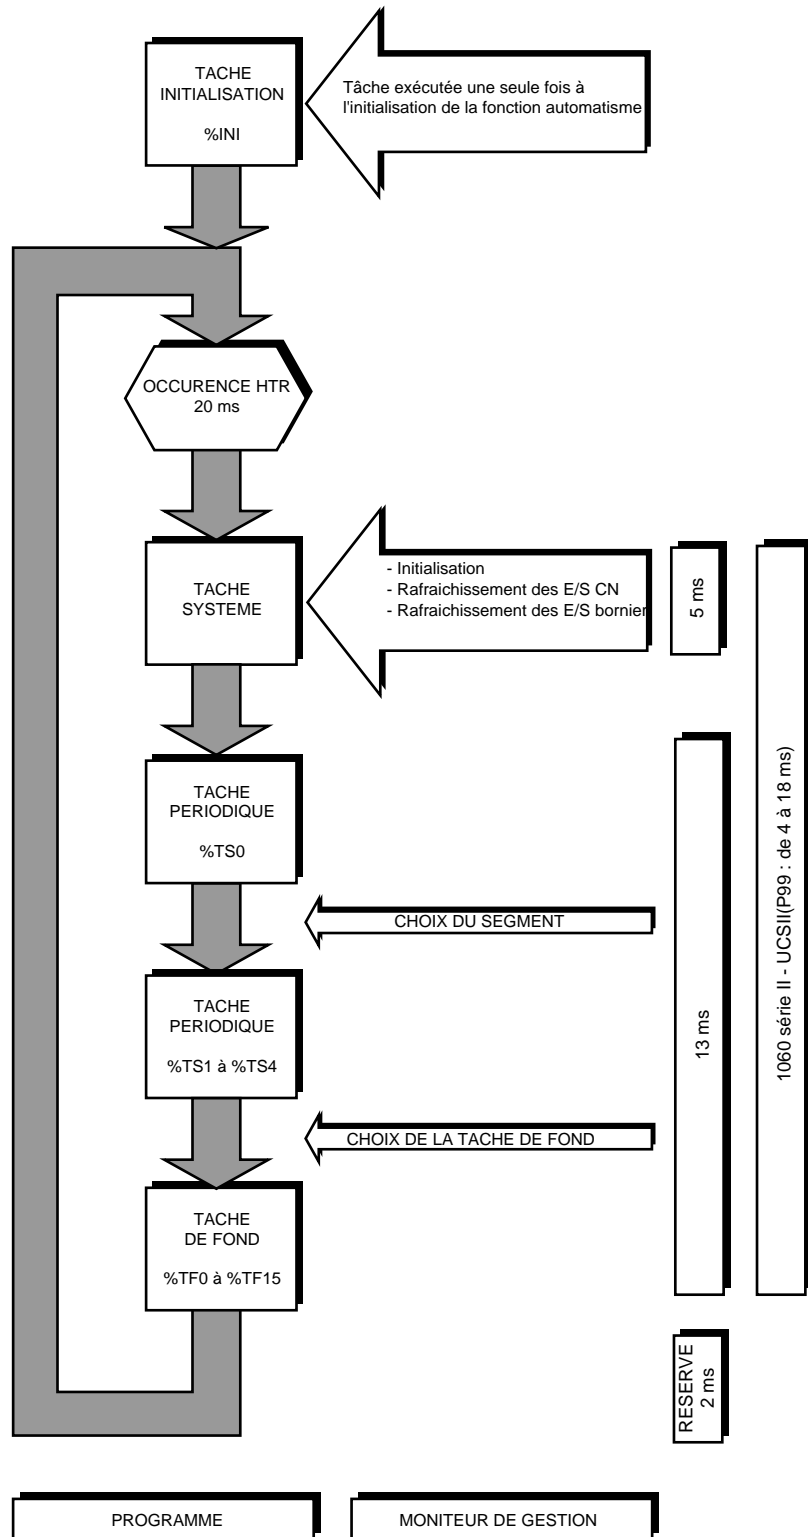 TACHE
INITIALISATION
%INI
Tâche exécutée une seule fois à
l'initialisation de la fonction automatisme
OCCURENCE HTR
20 ms
TACHE
SYSTEME
- Initialisation
- Rafraichissement des E/S CN
- Rafraichissement des E/S bornier
5 ms
TACHE
PERIODIQUE
%TS0
CHOIX DU SEGMENT
TACHE
PERIODIQUE
%TS1 à %TS4
CHOIX DE LA TACHE DE FOND
TACHE
DE FOND
%TF0 à %TF15
13 ms
1060 série II - UCSII(P99 : de 4 à 18 ms)
RESERVE
2 ms
PROGRAMME
MONITEUR DE GESTION